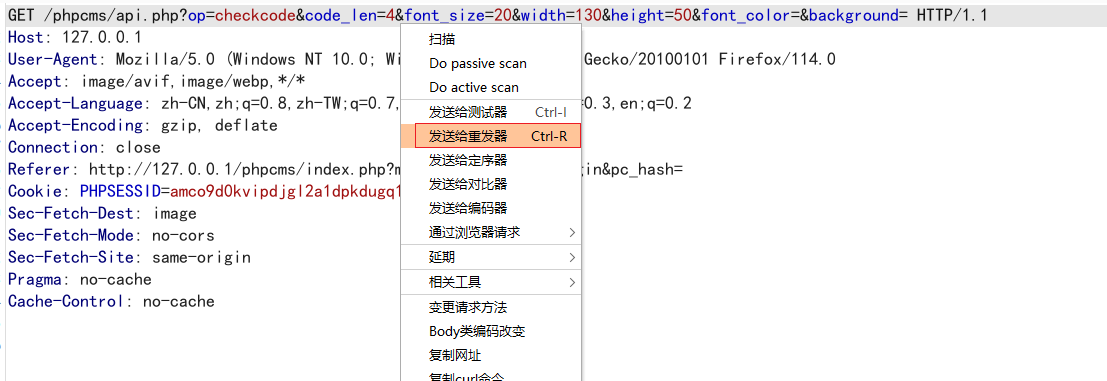 GET /phpcms/api.php?op=checkcode&code_len=4&font_size=20&width=130&height=50&font_color=&background= HTTP/1.1
Host: 127.0.0.1
User-Agent: Mozilla/5.0 (Windows NT 10.0; Wi Gecko/20100101 Firefox/114.0
Accept: image/avif,image/webp,*/*
Accept-Language: zh-CN,zh;q=0.8,zh-TW;q=0.7, =0.3,en;q=0.2
Accept-Encoding: gzip, deflate
Connection: close
Referer: http://127.0.0.1/phpcms/index.php?m gin&pc_hash=
Cookie: PHPSESSID=amco9d0kvipdjgl2a1dpkdugq1
Sec-Fetch-Dest: image
Sec-Fetch-Mode: no-cors
Sec-Fetch-Site: same-origin
Pragma: no-cache
Cache-Control: no-cache
扫描
Do passive scan
Do active scan
发送给测试器 Ctrl-I
发送给重发器 Ctrl-R
发送给定序器
发送给对比器
发送给编码器
通过浏览器请求
延期
相关工具
变更请求方法
Body类编码改变
复制网址
复制curl命令